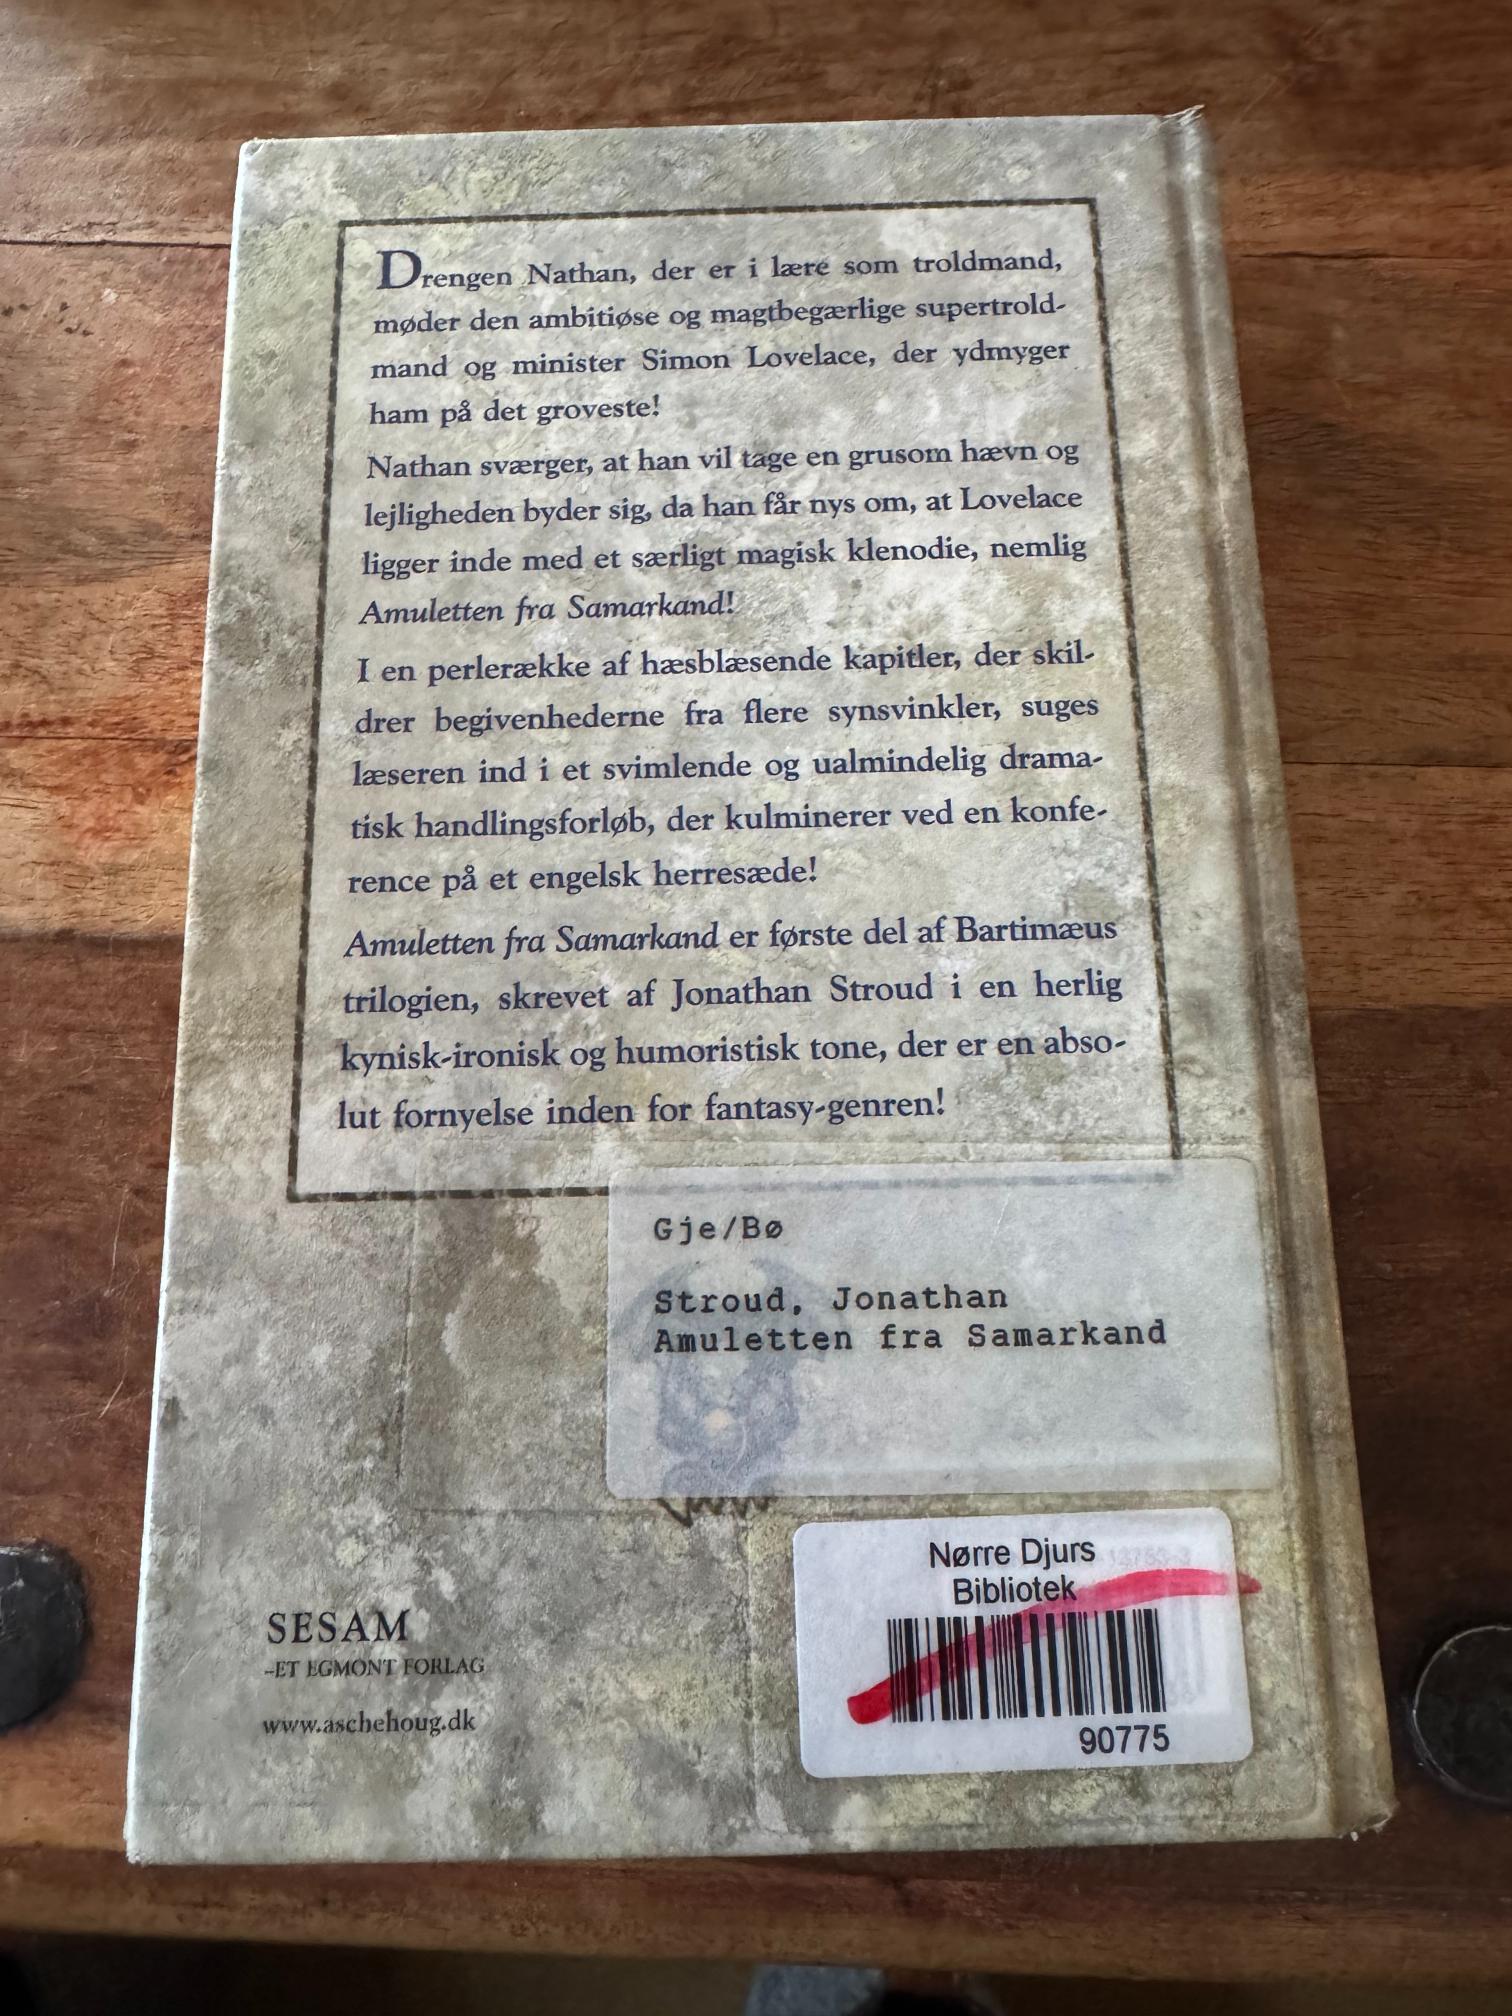 Drengen Nathan, der er i lære som troldmand,
møder den ambitiøse og magtbegærlige supertrold-
mand og minister Simon Lovelace, der ydmyger
ham på det groveste!
Nathan sværger, at han vil tage en grusom hævn og
lejligheden byder sig, da han får nys om, at Lovelace
ligger inde med et særligt magisk klenodie, nemlig
Amuletten fra Samarkand!
I en perlerække af hæsblæsende kapitler, der skil-
drer begivenhederne fra flere synsvinkler, suges
læseren ind i et svimlende og ualmindelig drama-
tisk handlingsforløb, der kulminerer ved en konfe-
rence på et engelsk herresæde!
Amuletten fra Samarkand er første del af Bartimæus
trilogien, skrevet af Jonathan Stroud i en herlig
kynisk-ironisk og humoristisk tone, der er en abso-
lut fornyelse inden for fantasy-genren!
Gje/Bø
Stroud, Jonathan
Amuletten fra Samarkand
Nørre Djurs
Bibliotek
90775
SESAM
-ET EGMONT FORLAG
www.aschehoug.dk